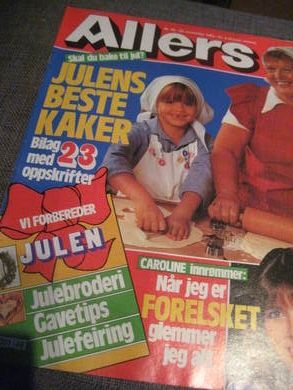 Allers
Skal du bake til jul?
JULENS
BESTE
KAKER
Bilag
med 23
oppskrifter
VI FORBEREDER
JULEN
Julebroderi
Gavetips
Julefeiring
CAROLINE innrømmer:
Når jeg er
FORELSKET
glemmer
jeg alt